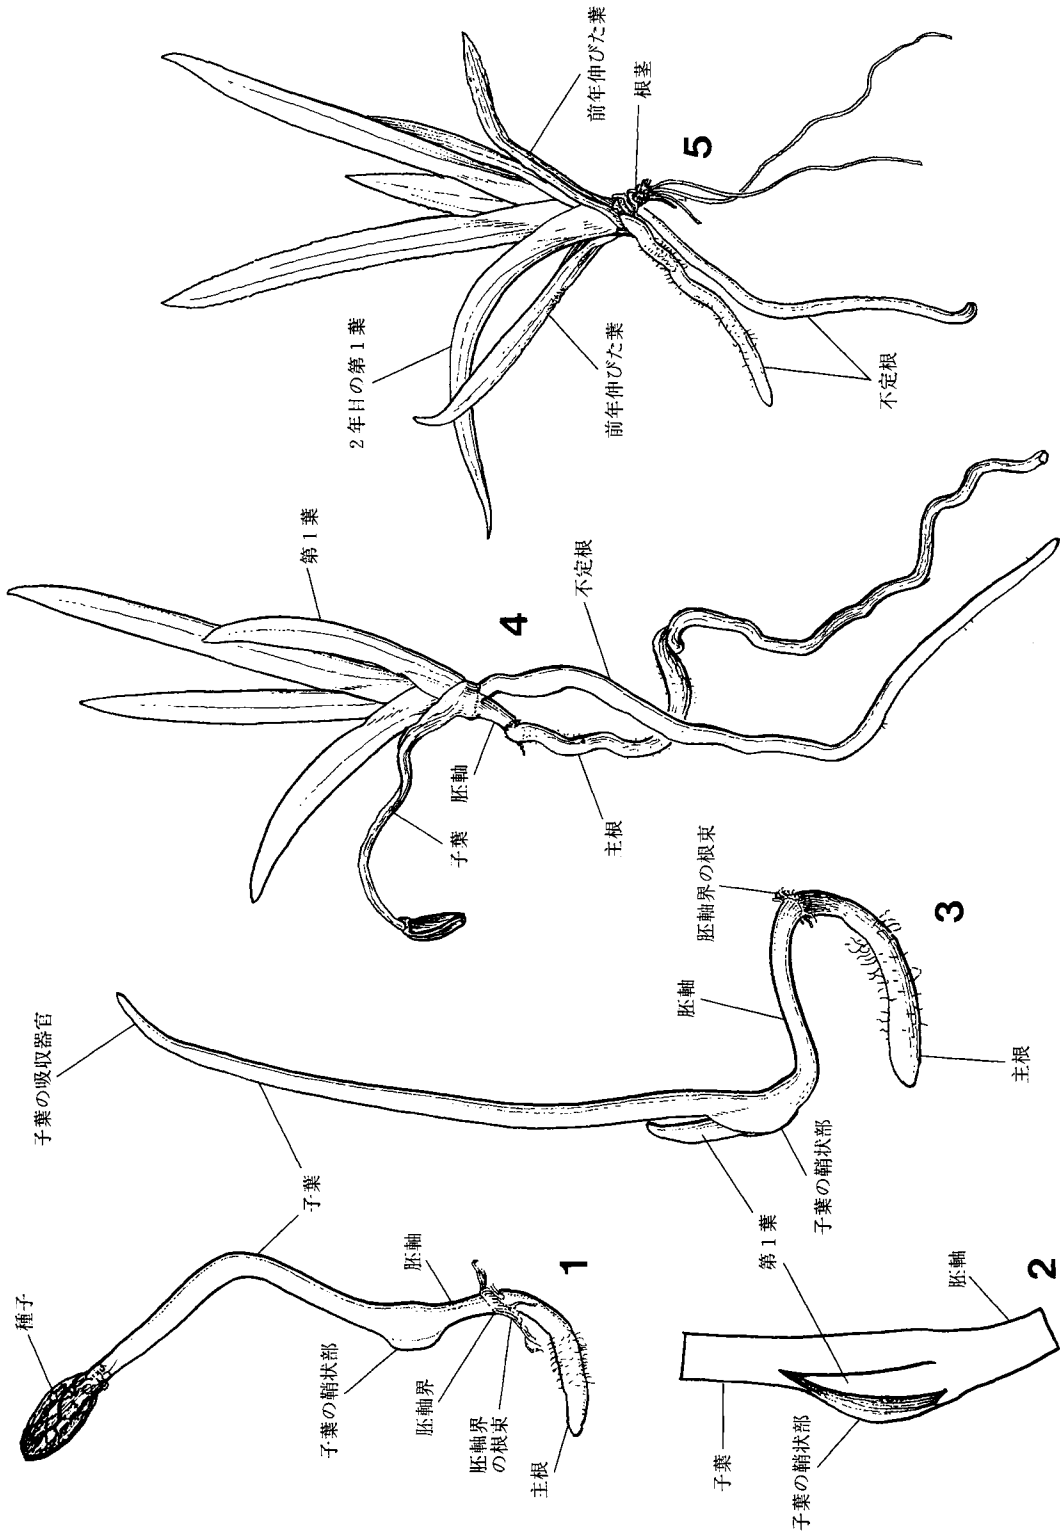 種子
子葉
子葉の鞘状部
胚軸
胚軸界
胚軸界
の根束
主根
1
子葉
子葉の鞘状部
第1葉
胚軸
2
子葉の吸収器官
第1葉
子葉の鞘状部
胚軸
胚軸界の根束
主根
3
第1葉
子葉
胚軸
主根
不定根
4
2年目の第1葉
前年伸びた葉
前年伸びた葉
根茎
不定根
5